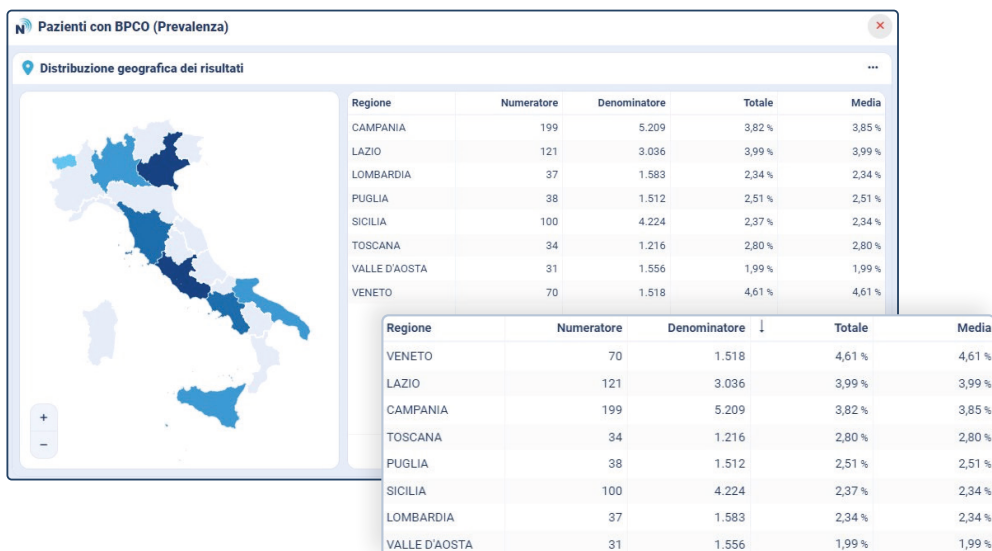 N Pazienti con BPCO (Prevalenza) ×
Distribuzione geografica dei risultati ...
Regione Numeratore Denominatore Totale Media
CAMPANIA 199 5.209 3,82 % 3,85 %
LAZIO 121 3.036 3,99 % 3,99 %
LOMBARDIA 37 1.583 2,34 % 2,34 %
PUGLIA 38 1.512 2,51 % 2,51 %
SICILIA 100 4.224 2,37 % 2,34 %
TOSCANA 34 1.216 2,80 % 2,80 %
VALLE D'AOSTA 31 1.556 1,99 % 1,99 %
VENETO 70 1.518 4,61 % 4,61 %
+
−
Regione Numeratore Denominatore ↓ Totale Media
VENETO 70 1.518 4,61 % 4,61 %
LAZIO 121 3.036 3,99 % 3,99 %
CAMPANIA 199 5.209 3,82 % 3,85 %
TOSCANA 34 1.216 2,80 % 2,80 %
PUGLIA 38 1.512 2,51 % 2,51 %
SICILIA 100 4.224 2,37 % 2,34 %
LOMBARDIA 37 1.583 2,34 % 2,34 %
VALLE D'AOSTA 31 1.556 1,99 % 1,99 %